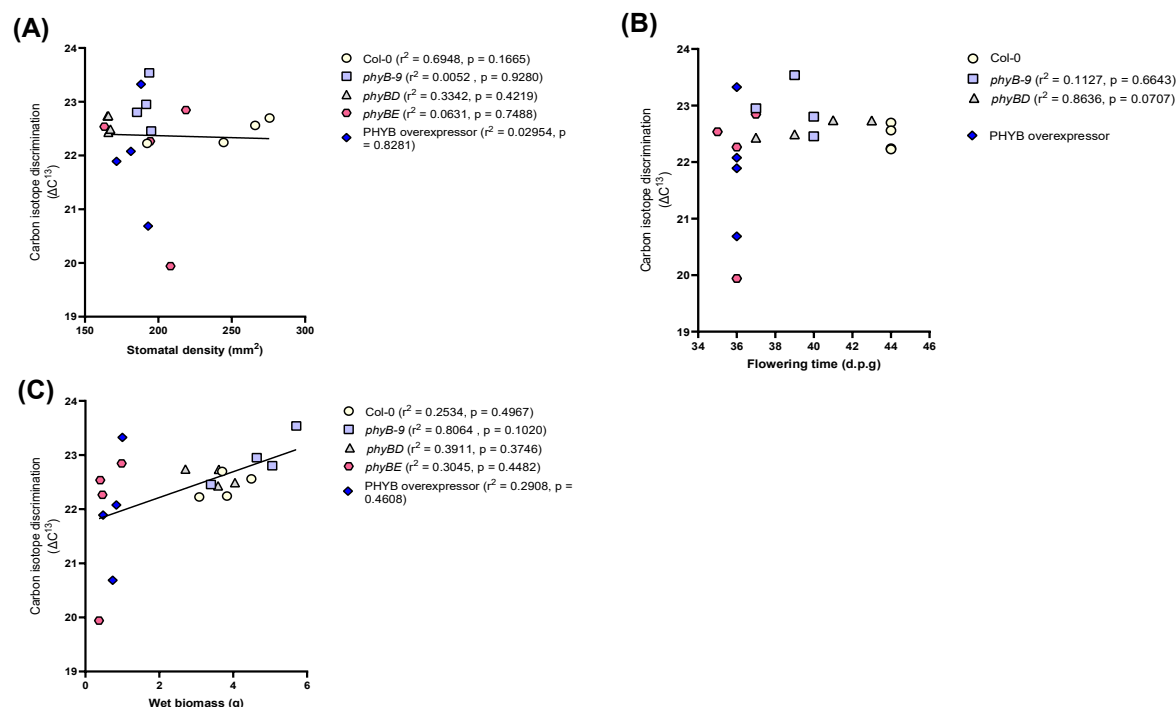 (A)
24
23
22
21
20
19
150
200
250
300
Carbon isotope discrimination
(ΔC¹³)
Stomatal density (mm²)
Col-0 (r² = 0.6948, p = 0.1665)
phyB-9 (r² = 0.0052 , p = 0.9280)
phyBD (r² = 0.3342, p = 0.4219)
phyBE (r² = 0.0631, p = 0.7488)
PHYB overexpressor (r² = 0.02954, p
= 0.8281)
(B)
24
23
22
21
20
19
34
36
38
40
42
44
46
Carbon isotope discrimination
(ΔC¹³)
Flowering time (d.p.g)
Col-0
phyB-9 (r² = 0.1127, p = 0.6643)
phyBD (r² = 0.8636, p = 0.0707)
PHYB overexpressor
(C)
24
23
22
21
20
19
0
2
4
6
Carbon isotope discrimination
(ΔC¹³)
Wet biomass (g)
Col-0 (r² = 0.2534, p = 0.4967)
phyB-9 (r² = 0.8064 , p = 0.1020)
phyBD (r² = 0.3911, p = 0.3746)
phyBE (r² = 0.3045, p = 0.4482)
PHYB overexpressor (r² = 0.2908, p =
0.4608)